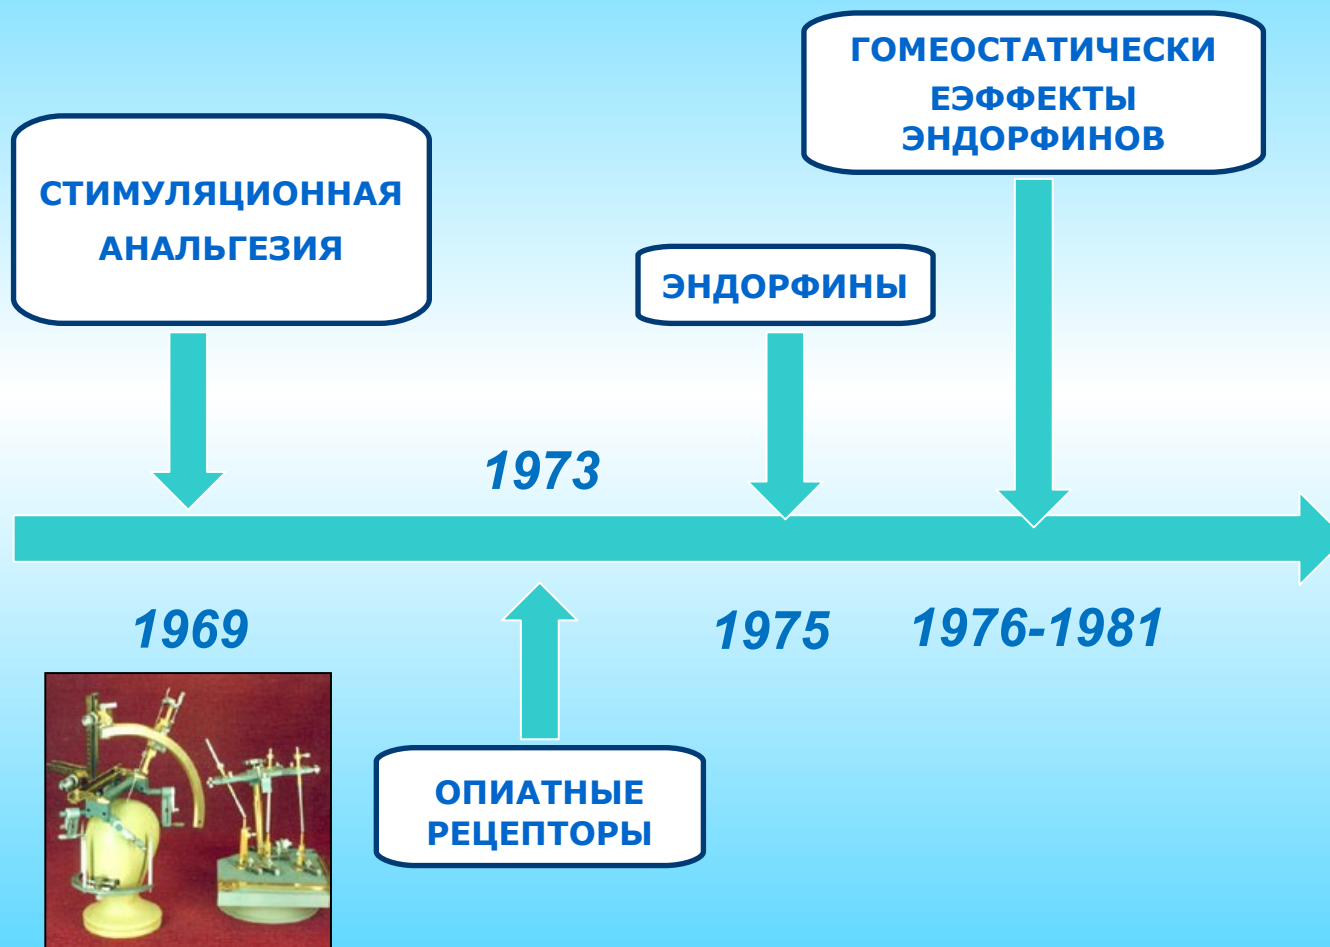 ГОМЕОСТАТИЧЕСКИ
ЕЭФФЕКТЫ
ЭНДОРФИНОВ
СТИМУЛЯЦИОННАЯ
АНАЛЬГЕЗИЯ
ЭНДОРФИНЫ
1973
1969
1975
1976-1981
ОПИАТНЫЕ
РЕЦЕПТОРЫ